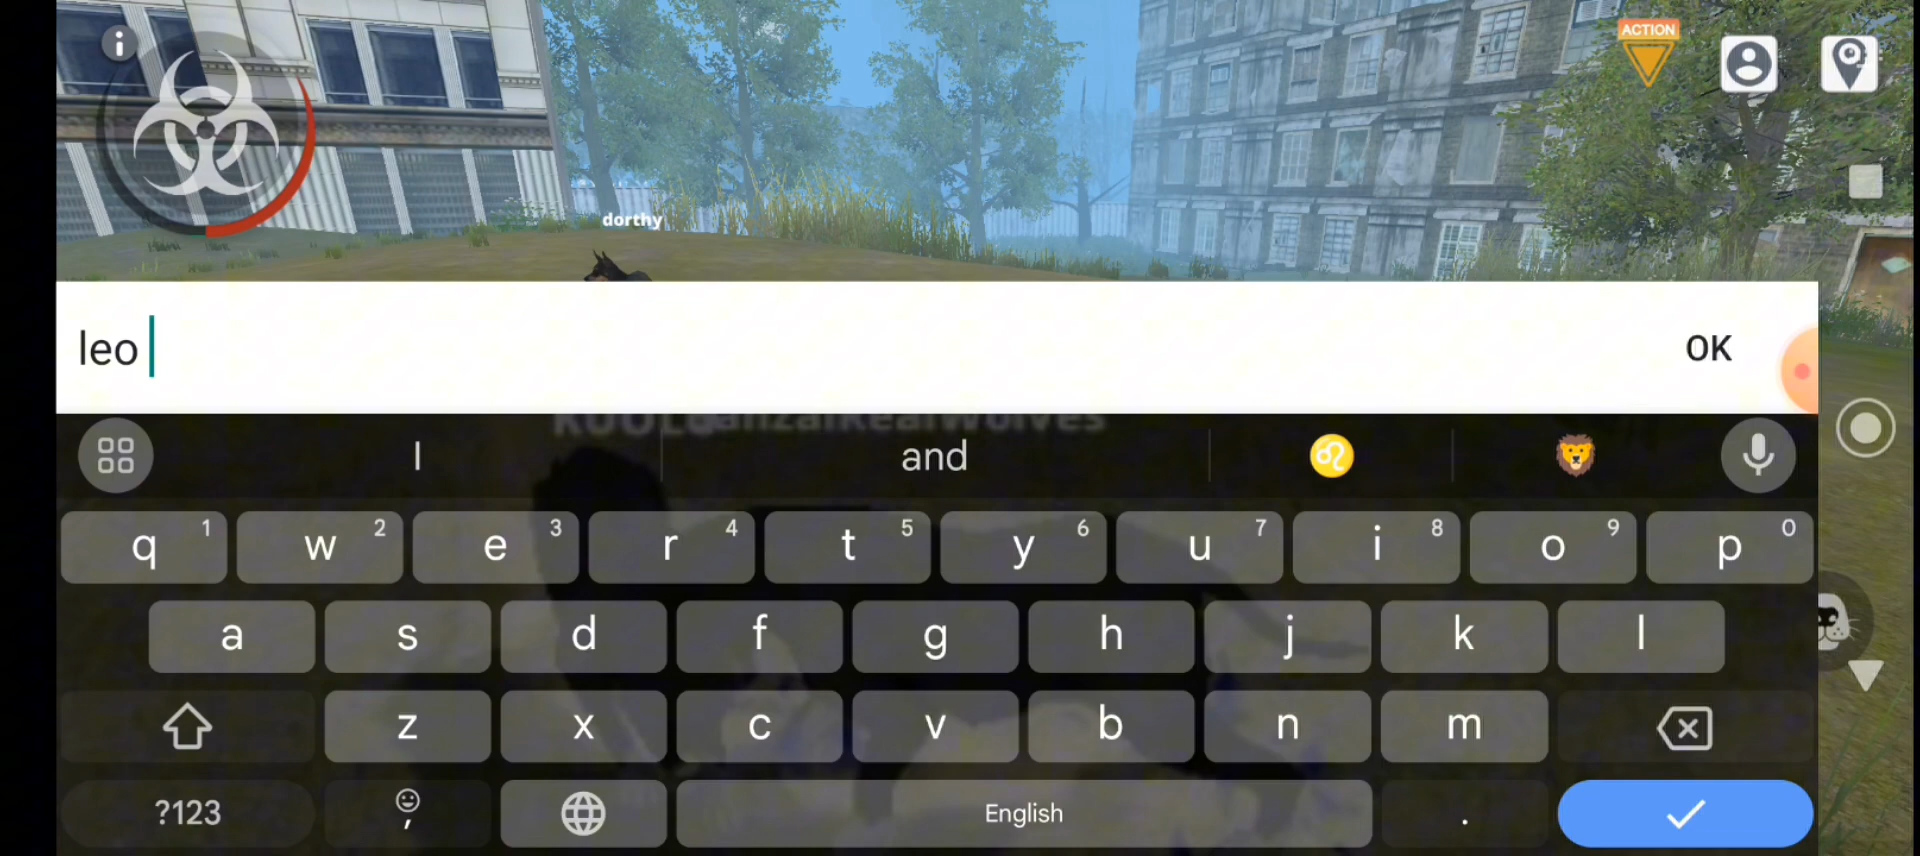 ACTION
dorthy
leo
OK
I and
q 1 w 2 e 3 r 4 t 5 y 6 u 7 i 8 o 9 p 0
a s d f g h j k l
z x c v b n m
?123 , English .